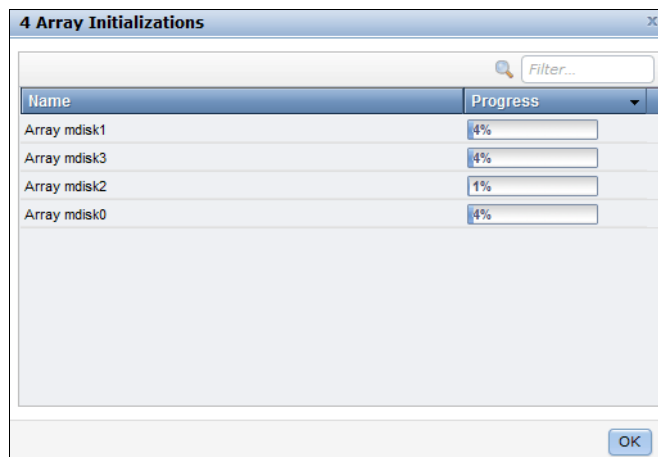 4 Array Initializations
x
Filter...
Name Progress
Array mdisk1 4%
Array mdisk3 4%
Array mdisk2 1%
Array mdisk0 4%
OK